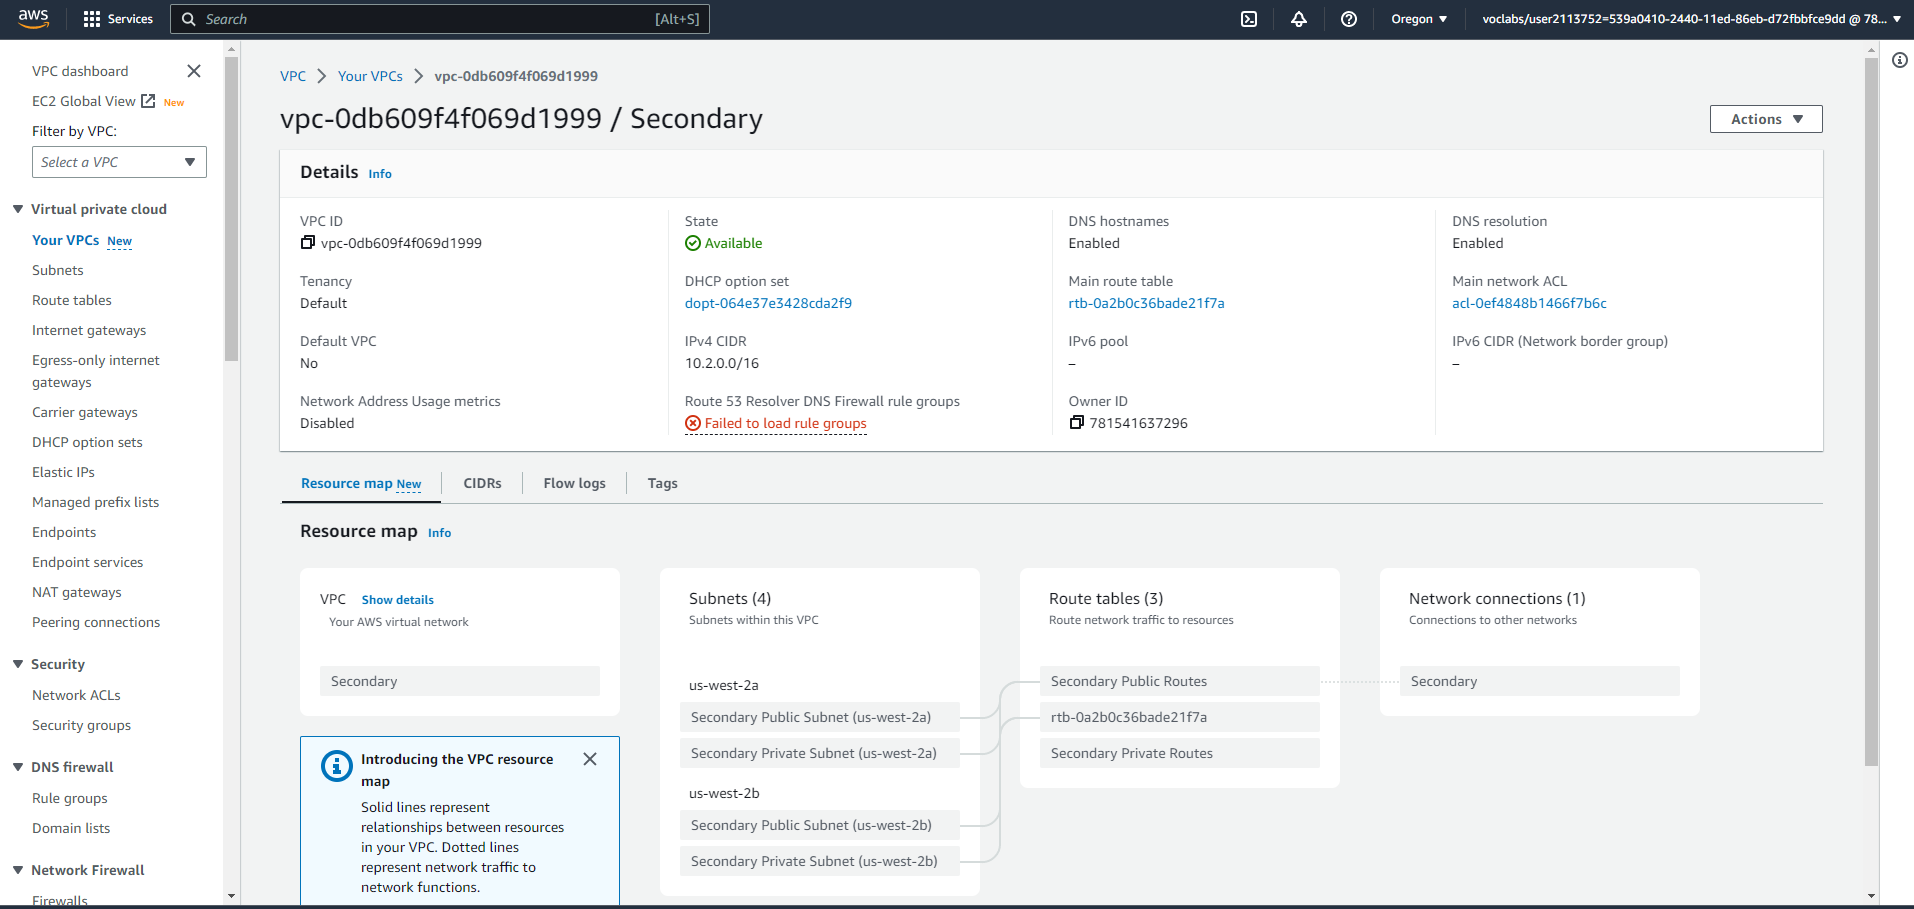 aws
Services
Search
[Alt+S]
Oregon
voclabs/user2113752=539a0410-2440-11ed-86eb-d72fbbfce9dd @ 78...
VPC dashboard
EC2 Global View New
Filter by VPC:
Select a VPC
Virtual private cloud
Your VPCs New
Subnets
Route tables
Internet gateways
Egress-only internet
gateways
Carrier gateways
DHCP option sets
Elastic IPs
Managed prefix lists
Endpoints
Endpoint services
NAT gateways
Peering connections
Security
Network ACLs
Security groups
DNS firewall
Rule groups
Domain lists
Network Firewall
Firewalls
VPC > Your VPCs > vpc-0db609f4f069d1999
vpc-0db609f4f069d1999 / Secondary
Actions
Details Info
VPC ID
vpc-0db609f4f069d1999
State
Available
DNS hostnames
Enabled
DNS resolution
Enabled
Tenancy
Default
DHCP option set
dopt-064e37e3428cda2f9
Main route table
rtb-0a2b0c36bade21f7a
Main network ACL
acl-0ef4848b1466f7b6c
Default VPC
No
IPv4 CIDR
10.2.0.0/16
IPv6 pool
–
IPv6 CIDR (Network border group)
–
Network Address Usage metrics
Disabled
Route 53 Resolver DNS Firewall rule groups
Failed to load rule groups
Owner ID
781541637296
Resource map New
CIDRs
Flow logs
Tags
Resource map Info
VPC Show details
Your AWS virtual network
Secondary
Introducing the VPC resource
map
Solid lines represent
relationships between resources
in your VPC. Dotted lines
represent network traffic to
network functions.
Subnets (4)
Subnets within this VPC
us-west-2a
Secondary Public Subnet (us-west-2a)
Secondary Private Subnet (us-west-2a)
us-west-2b
Secondary Public Subnet (us-west-2b)
Secondary Private Subnet (us-west-2b)
Route tables (3)
Route network traffic to resources
Secondary Public Routes
rtb-0a2b0c36bade21f7a
Secondary Private Routes
Network connections (1)
Connections to other networks
Secondary